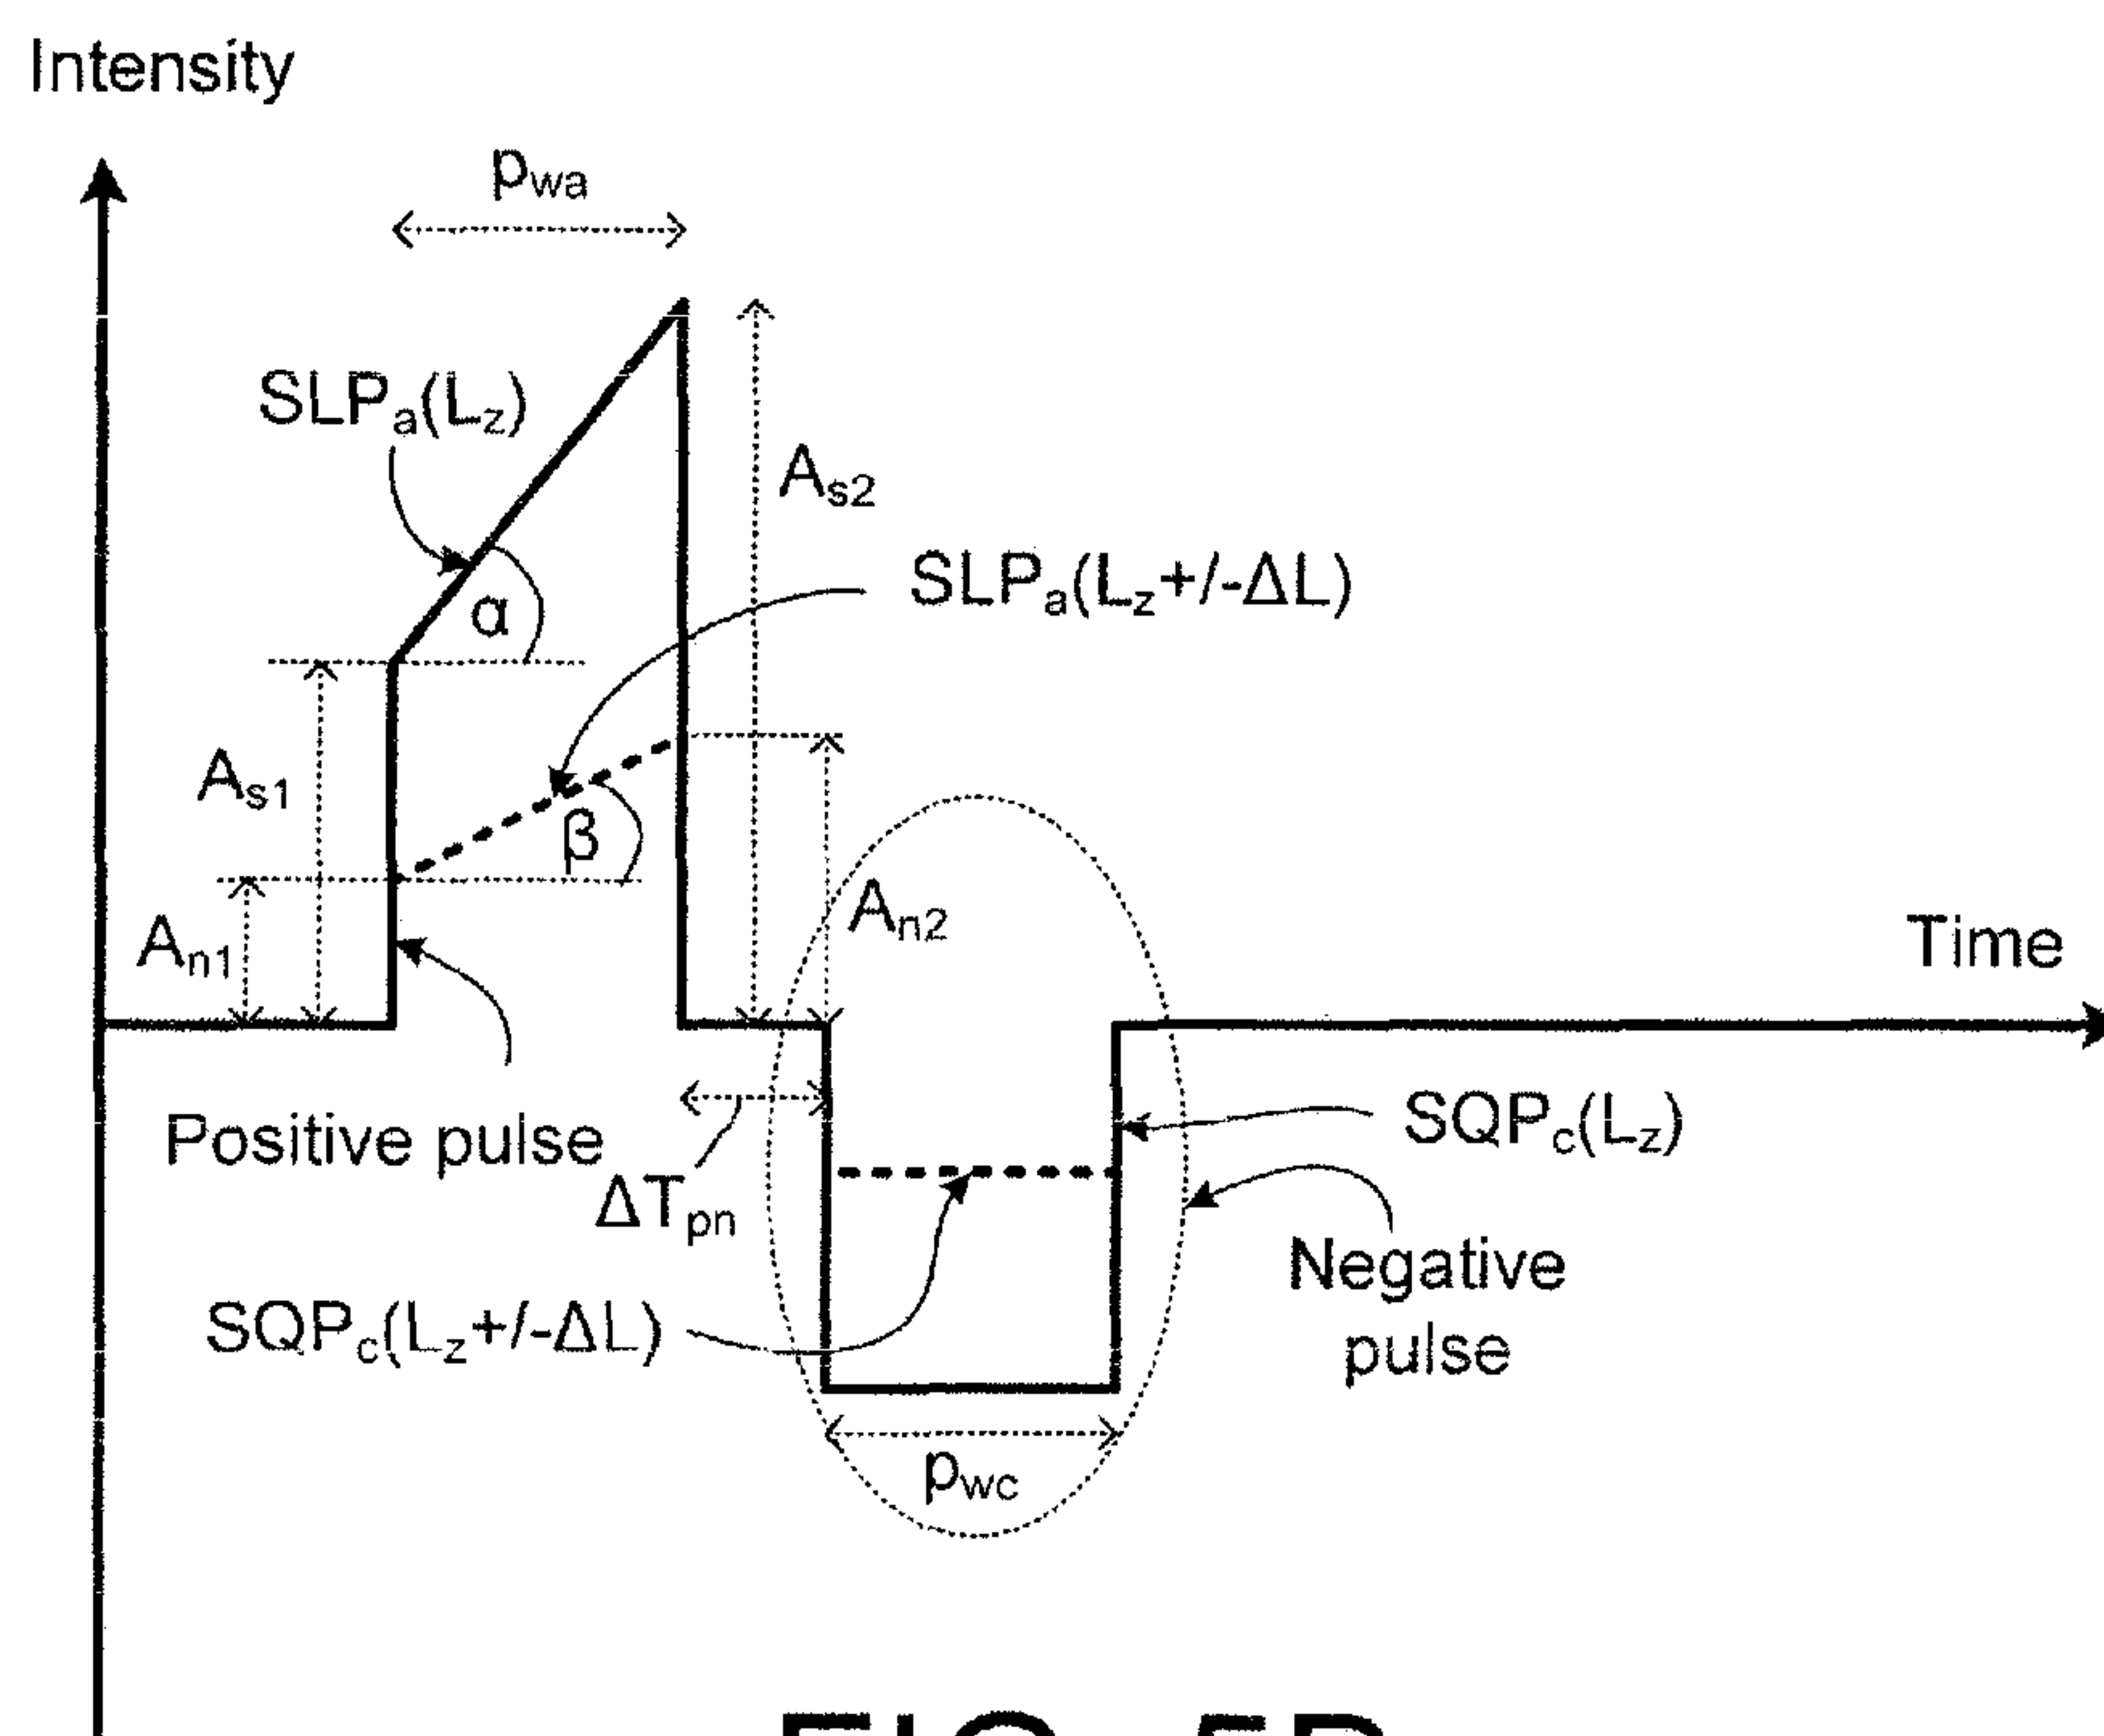 Intensity
pwa
SLPa(Lz)
As2
SLPa(Lz+/-ΔL)
α
As1
β
An2
An1
Time
Positive pulse
SQPc(Lz)
ΔTpn
Negative
pulse
SQPc(Lz+/-ΔL)
pwc